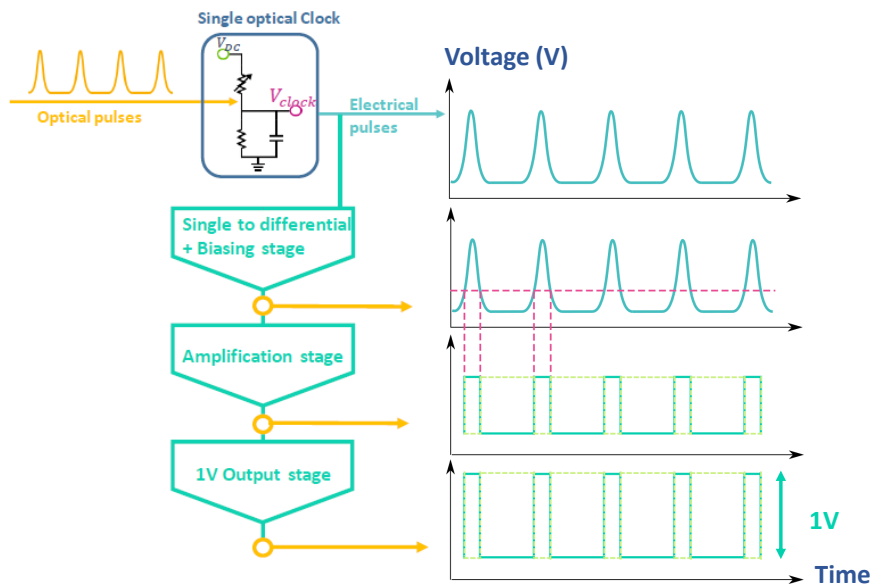 Single optical Clock
V_DC
Voltage (V)
V_clock
Optical pulses
Electrical
pulses
Single to differential
+ Biasing stage
Amplification stage
1V Output stage
1V
Time